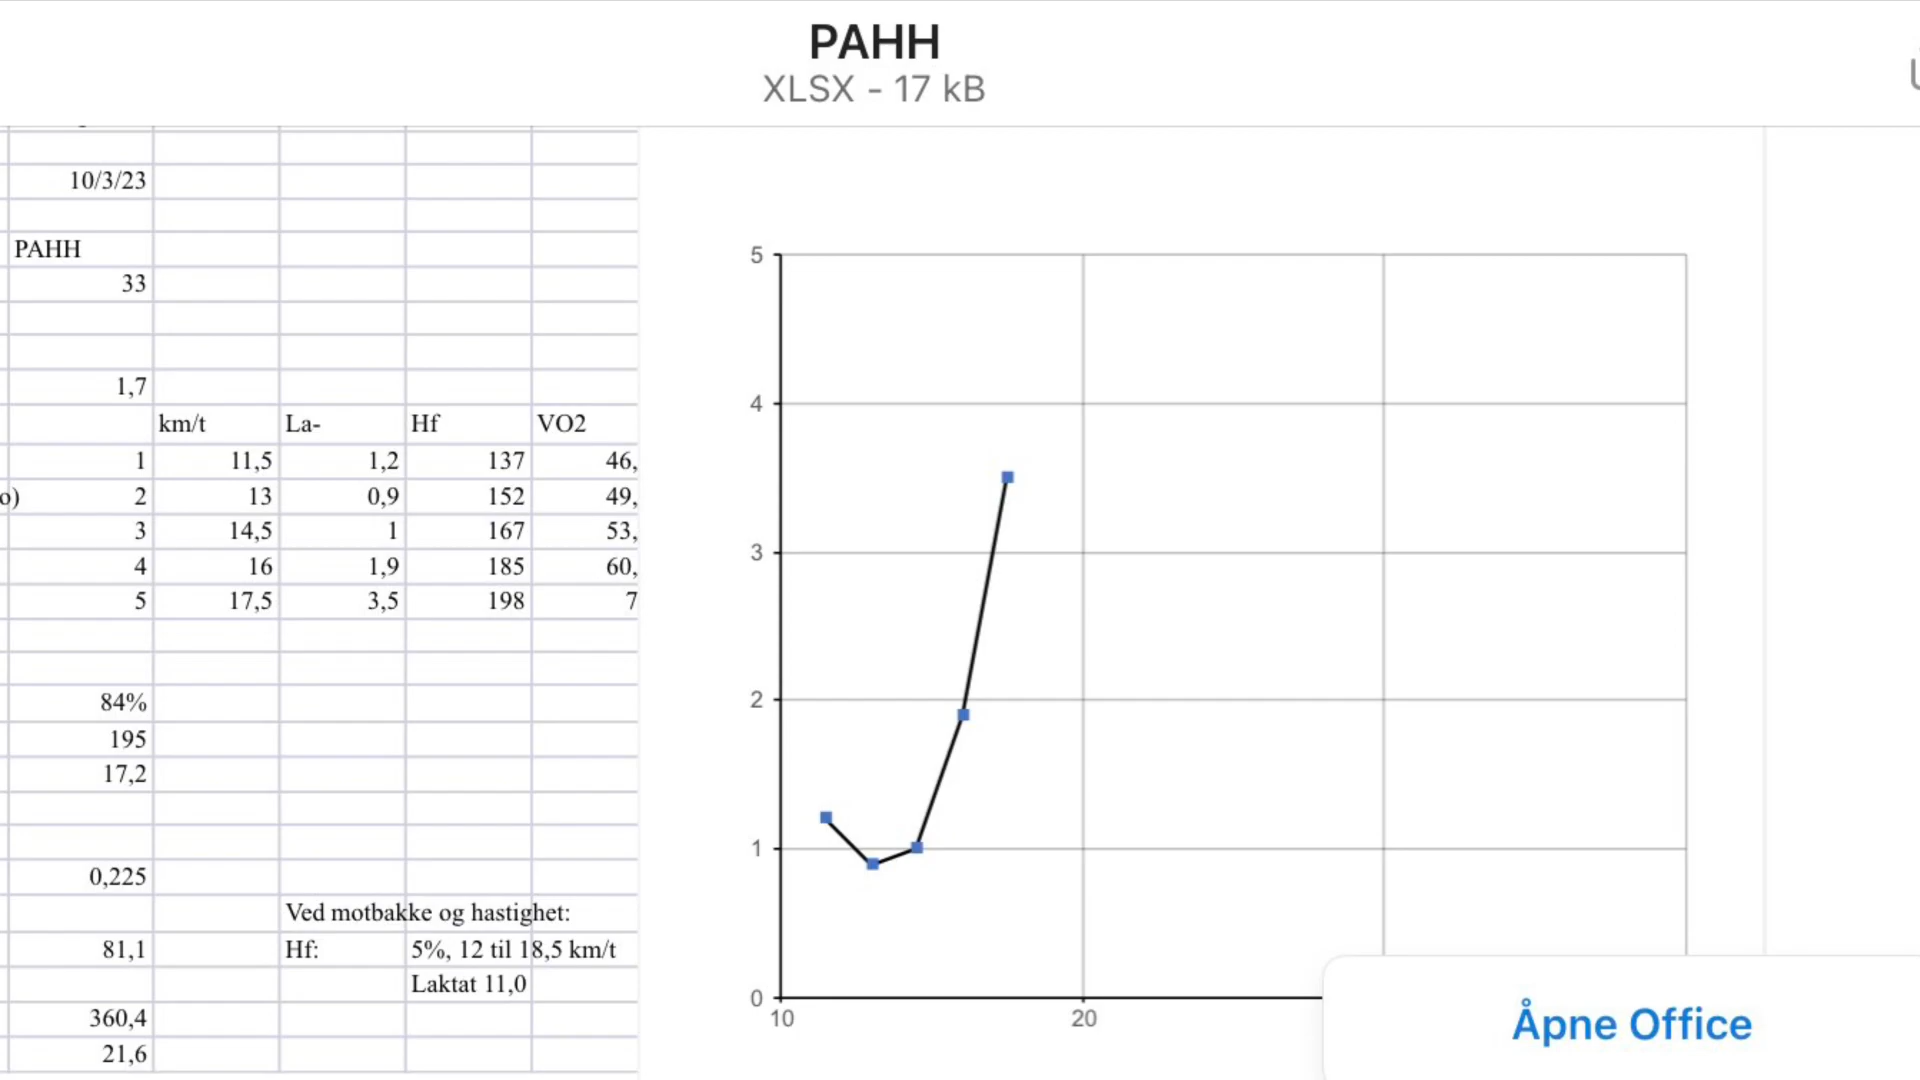 PAHH
XLSX - 17 kB
10/3/23
PAHH
33
1,7
km/t La- Hf VO2
1 11,5 1,2 137 46,
o) 2 13 0,9 152 49,
3 14,5 1 167 53,
4 16 1,9 185 60,
5 17,5 3,5 198 7
84%
195
17,2
0,225
Ved motbakke og hastighet:
81,1 Hf: 5%, 12 til 18,5 km/t
Laktat 11,0
360,4
21,6
5
4
3
2
1
0
10 20
Åpne Office